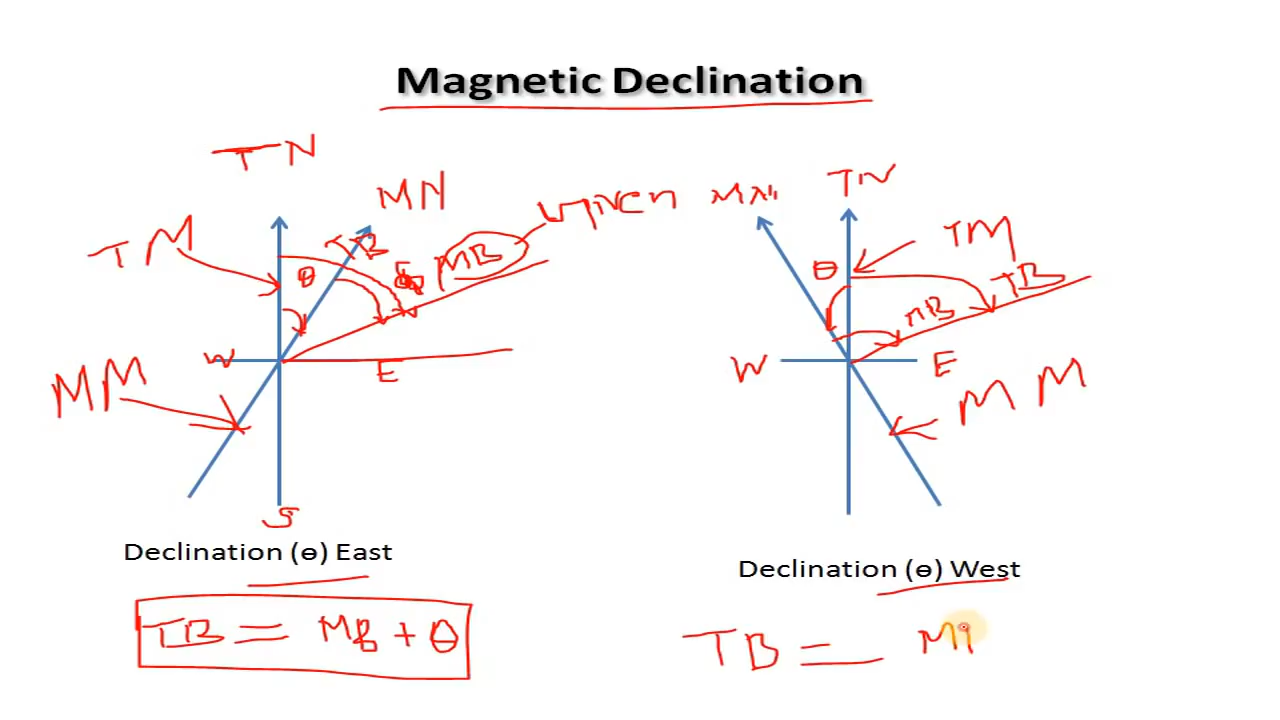 Magnetic Declination
TN
MN
TM
TB
θ
MB
Given
W
E
MM
S
Declination (ɵ) East
TB = MB + θ
TN
TM
θ
TB
MB
W
E
MM
Declination (ɵ) West
TB =